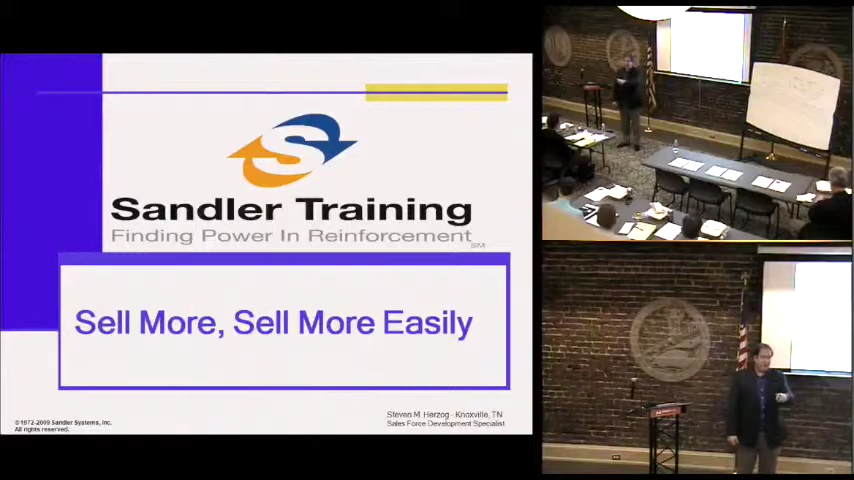 Sandler Training
Finding Power In Reinforcement
SM
Sell More, Sell More Easily
Steven M. Herzog - Knoxville, TN
Sales Force Development Specialist
©1972-2009 Sandler Systems, Inc.
All rights reserved.